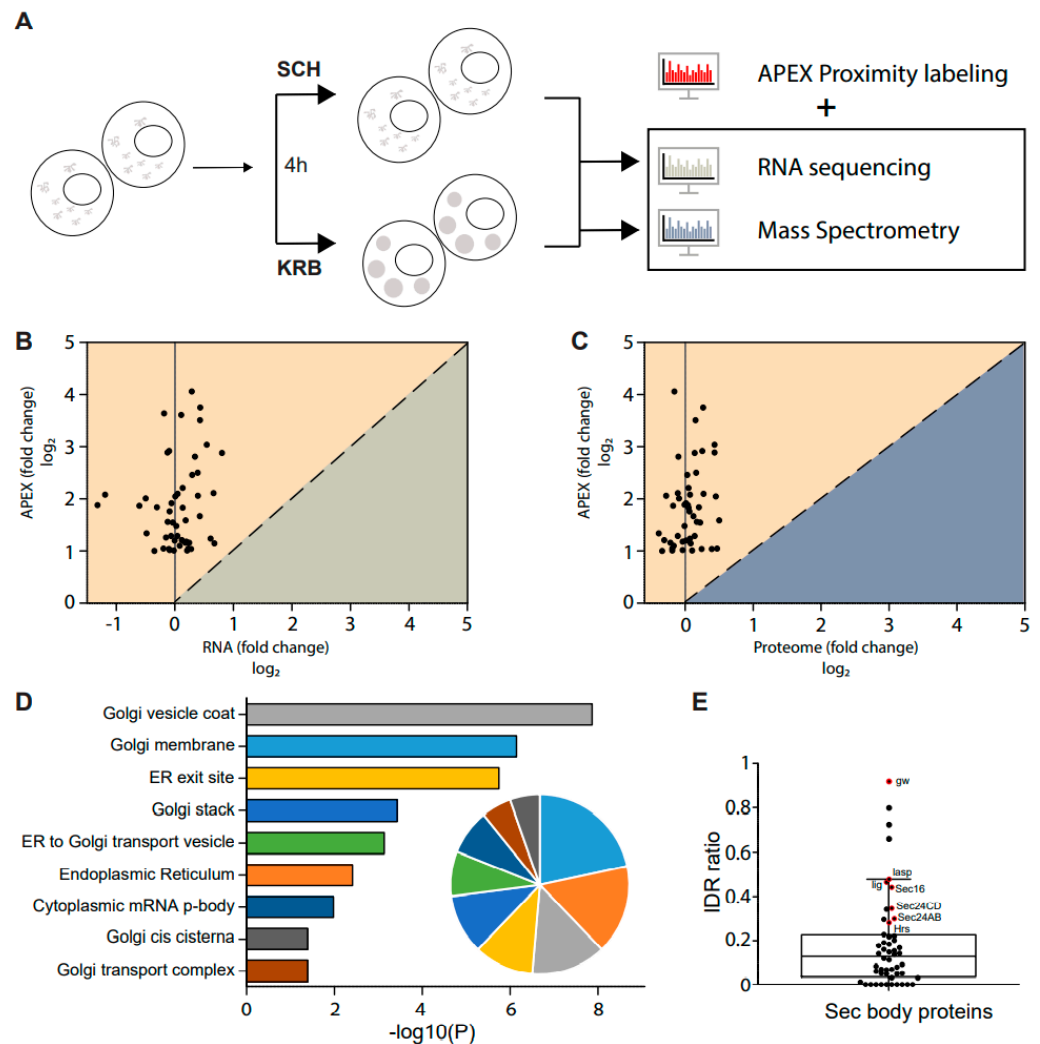 A
SCH
4h
KRB
APEX Proximity labeling
+
RNA sequencing
Mass Spectrometry
B
APEX (fold change)
log₂
5
4
3
2
1
0
-1 0 1 2 3 4 5
RNA (fold change)
log₂
C
APEX (fold change)
log₂
5
4
3
2
1
0
0 1 2 3 4 5
Proteome (fold change)
log₂
D
Golgi vesicle coat
Golgi membrane
ER exit site
Golgi stack
ER to Golgi transport vesicle
Endoplasmic Reticulum
Cytoplasmic mRNA p-body
Golgi cis cisterna
Golgi transport complex
0 2 4 6 8
-log10(P)
E
IDR ratio
1
0.8
0.6
0.4
0.2
0
gw
lasp
lig
Sec16
Sec24CD
Sec24AB
Hrs
Sec body proteins